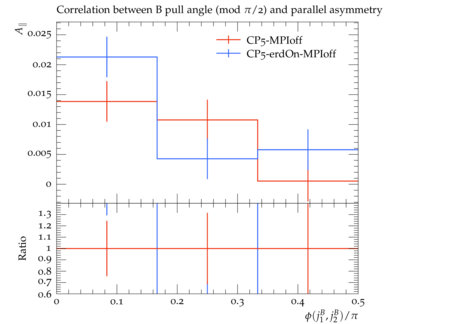 Correlation between B pull angle (mod π/2) and parallel asymmetry
A∥
0.025
0.02
0.015
0.01
0.005
0
CP5-MPIoff
CP5-erdOn-MPIoff
Ratio
1.3
1.2
1.1
1
0.9
0.8
0.7
0.6
0 0.1 0.2 0.3 0.4 0.5
ϕ(j₁ᴮ, j₂ᴮ)/π